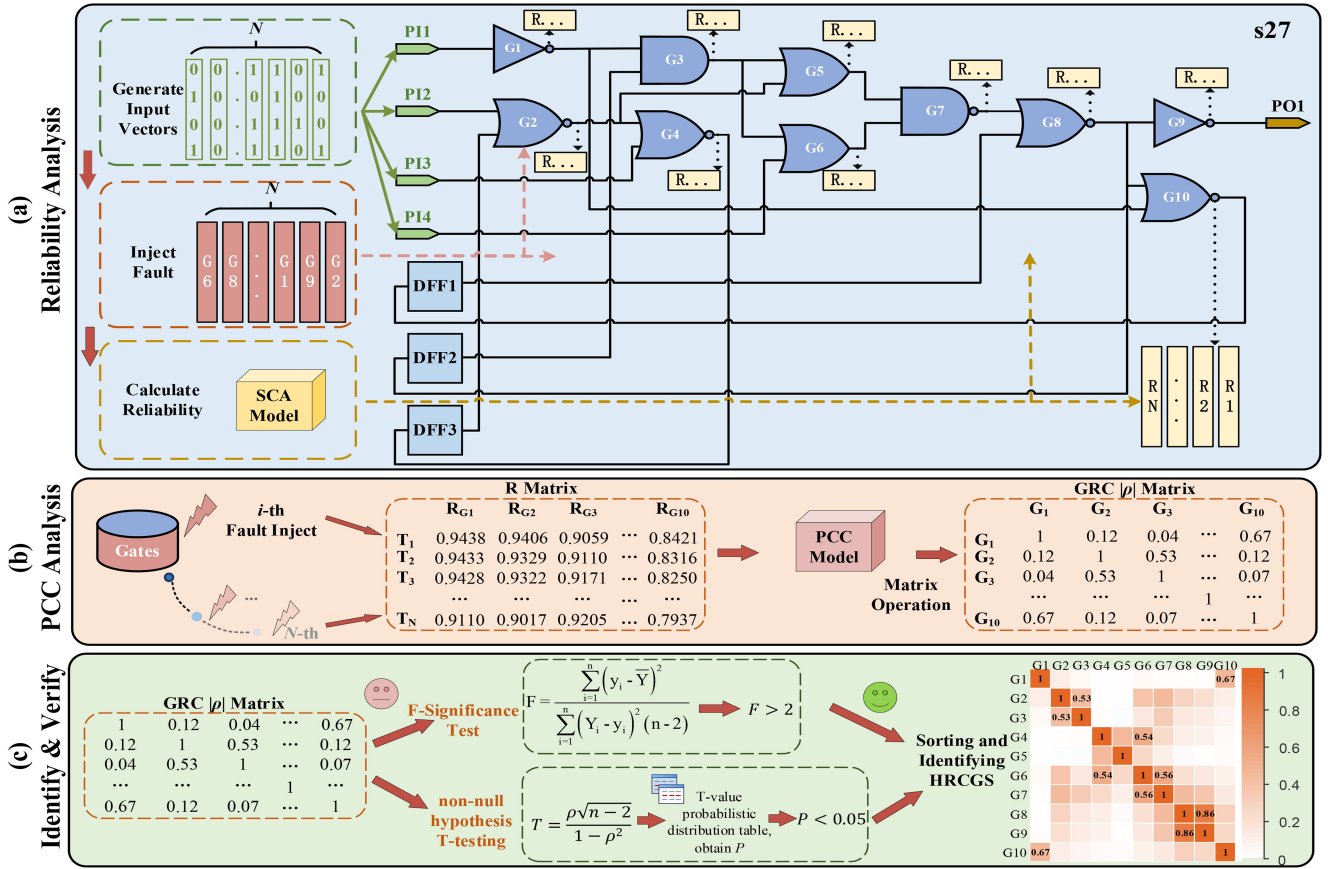 (a)
Reliability Analysis
N
Generate
Input
Vectors
0 0 . 1 1 0 1
1 0 . 0 1 0 0
0 0 . 1 1 1 0
0 0 . 1 1 0 1
N
Inject
Fault
G6 G8 ... G1 G9 G2
Calculate
Reliability
SCA
Model
PI1
PI2
PI3
PI4
G1
G2
G3
G4
G5
G6
G7
G8
G9
G10
R...
R...
R...
R...
R...
R...
R...
R...
R...
s27
PO1
DFF1
DFF2
DFF3
RN ... R2 R1
(b)
PCC Analysis
Gates
i-th
Fault Inject
...
N-th
R Matrix
RG1 RG2 RG3 RG10
T1 0.9438 0.9406 0.9059 ... 0.8421
T2 0.9433 0.9329 0.9110 ... 0.8316
T3 0.9428 0.9322 0.9171 ... 0.8250
... ... ...
TN 0.9110 0.9017 0.9205 ... 0.7937
PCC
Model
Matrix
Operation
GRC |ρ| Matrix
G1 G2 G3 G10
G1 1 0.12 0.04 ... 0.67
G2 0.12 1 0.53 ... 0.12
G3 0.04 0.53 1 ... 0.07
... ... 1 ...
G10 0.67 0.12 0.07 ... 1
(c)
Identify & Verify
GRC |ρ| Matrix
1 0.12 0.04 ... 0.67
0.12 1 0.53 ... 0.12
0.04 0.53 1 ... 0.07
... ... 1 ...
0.67 0.12 0.07 ... 1
F-Significance
Test
non-null
hypothesis
T-testing
F = ∑_{i=1}^{n}(y_i - Y̅)² / ∑_{i=1}^{n}(Y_i - y_i)² (n - 2)
F > 2
T = ρ√(n − 2) / 1 − ρ²
T-value
probabilistic
distribution table,
obtain P
P < 0.05
Sorting and
Identifying
HRCGS
G1 G2 G3 G4 G5 G6 G7 G8 G9 G10
G1 1 0.67
G2 1 0.53
G3 0.53 1
G4 1 0.54
G5 1
G6 0.54 1 0.56
G7 0.56 1
G8 1 0.86
G9 0.86 1
G10 0.67 1
1
0.8
0.6
0.4
0.2
0